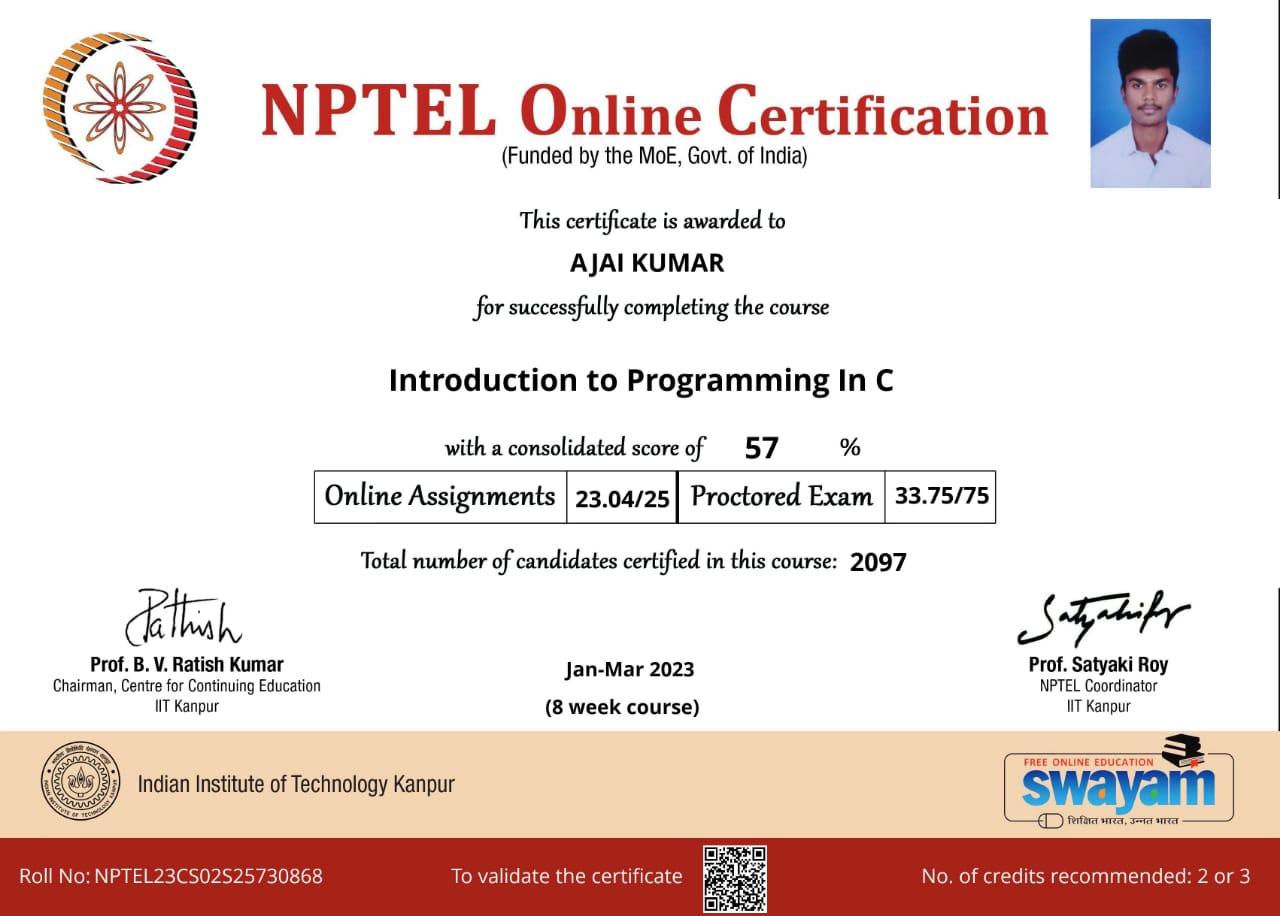 NPTEL Online Certification
(Funded by the MoE, Govt. of India)
This certificate is awarded to
AJAI KUMAR
for successfully completing the course
Introduction to Programming In C
with a consolidated score of 57 %
Online Assignments 23.04/25 Proctored Exam 33.75/75
Total number of candidates certified in this course: 2097
Prof. B. V. Ratish Kumar
Chairman, Centre for Continuing Education
IIT Kanpur
Jan-Mar 2023
(8 week course)
Prof. Satyaki Roy
NPTEL Coordinator
IIT Kanpur
Indian Institute of Technology Kanpur
FREE ONLINE EDUCATION
swayam
शिक्षित भारत, उन्नत भारत
Roll No: NPTEL23CS02S25730868
To validate the certificate
No. of credits recommended: 2 or 3